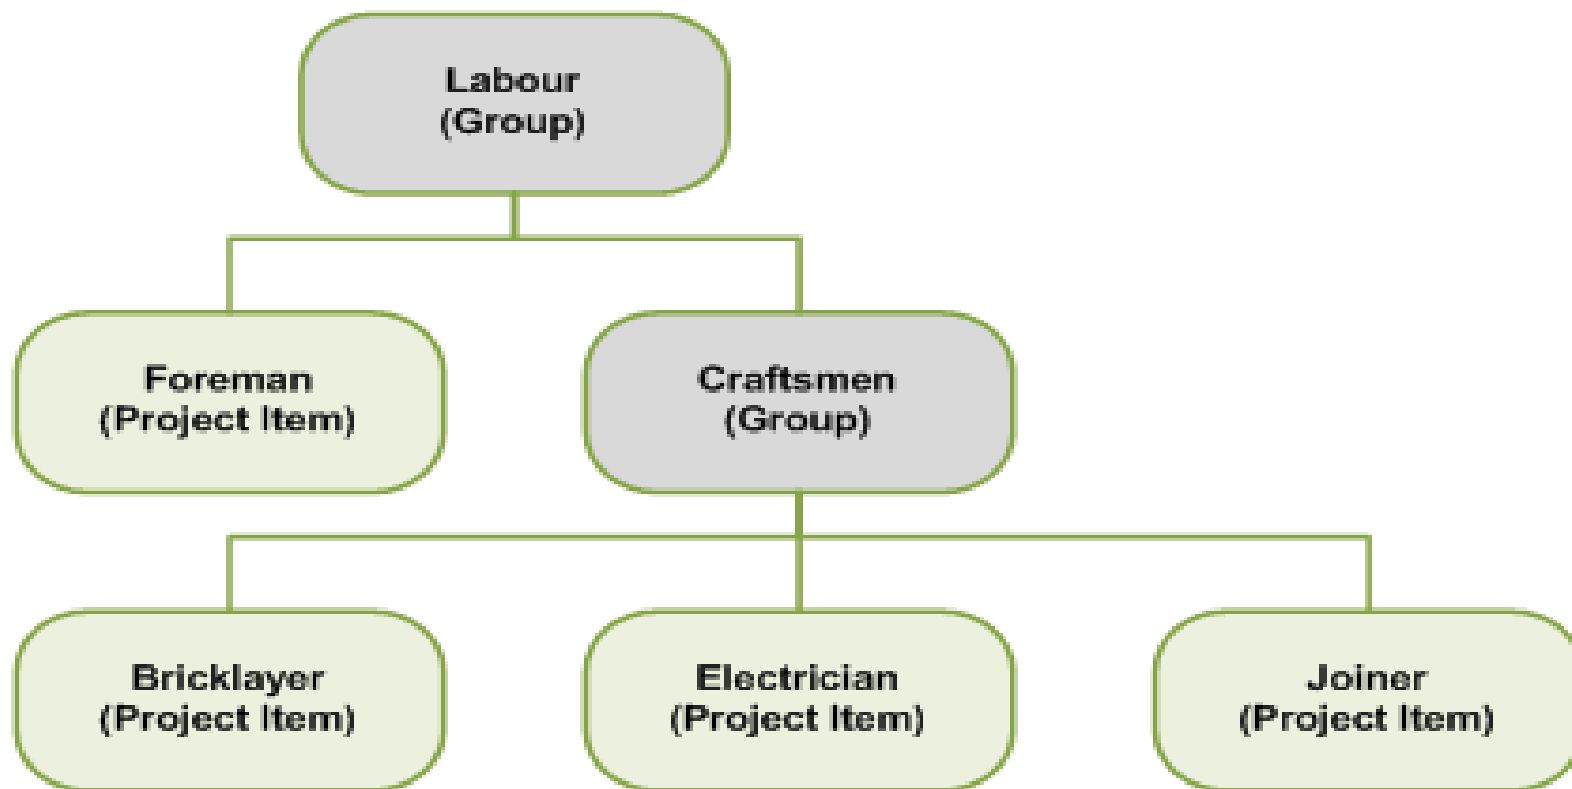 Labour
(Group)
Foreman
(Project Item)
Craftsmen
(Group)
Bricklayer
(Project Item)
Electrician
(Project Item)
Joiner
(Project Item)